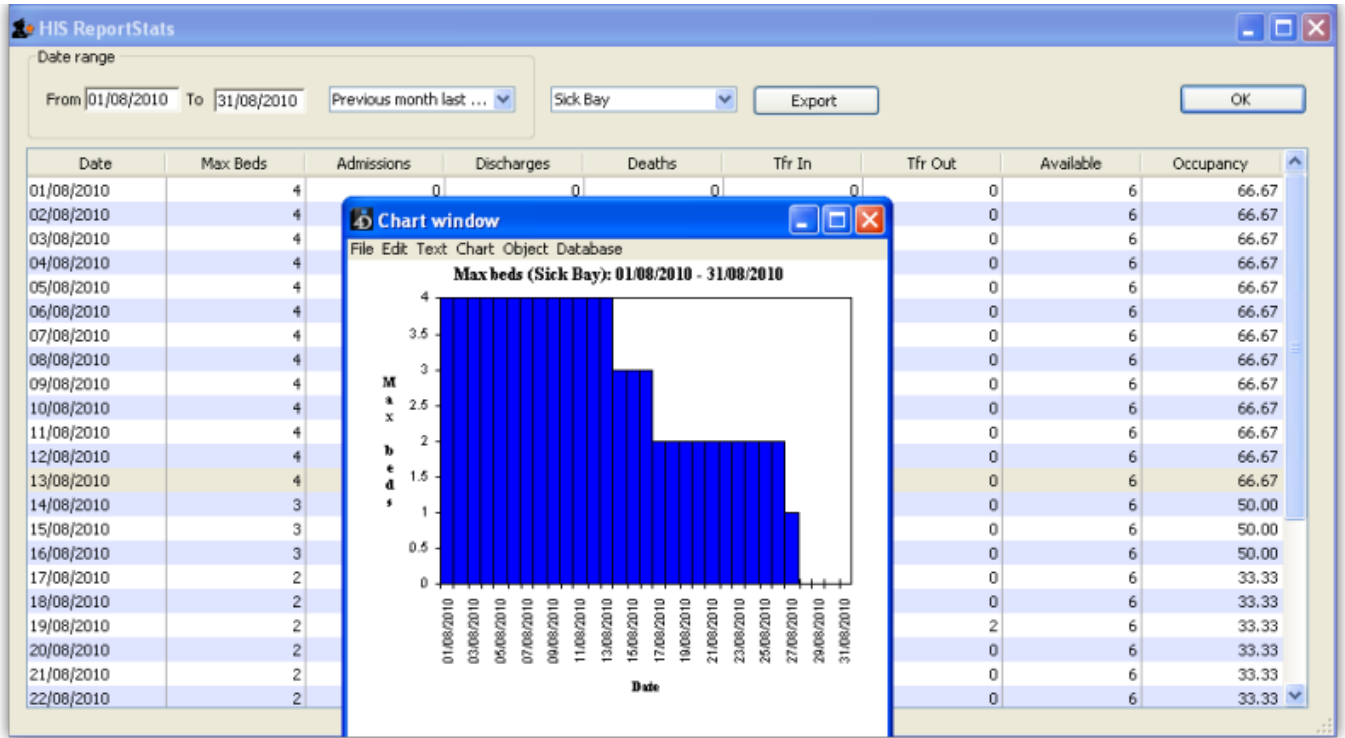 HIS ReportStats
Date range
From 01/08/2010 To 31/08/2010 Previous month last ... Sick Bay Export OK
Date Max Beds Admissions Discharges Deaths Tfr In Tfr Out Available Occupancy
01/08/2010 4 0 0 0 0 0 6 66.67
02/08/2010 4 0 6 66.67
03/08/2010 4 0 6 66.67
04/08/2010 4 0 6 66.67
05/08/2010 4 0 6 66.67
06/08/2010 4 0 6 66.67
07/08/2010 4 0 6 66.67
08/08/2010 4 0 6 66.67
09/08/2010 4 0 6 66.67
10/08/2010 4 0 6 66.67
11/08/2010 4 0 6 66.67
12/08/2010 4 0 6 66.67
13/08/2010 4 0 6 66.67
14/08/2010 3 0 6 50.00
15/08/2010 3 0 6 50.00
16/08/2010 3 0 6 50.00
17/08/2010 2 0 6 33.33
18/08/2010 2 0 6 33.33
19/08/2010 2 2 6 33.33
20/08/2010 2 0 6 33.33
21/08/2010 2 0 6 33.33
22/08/2010 2 0 6 33.33
Chart window
File Edit Text Chart Object Database
Max beds (Sick Bay): 01/08/2010 - 31/08/2010
4
3.5
3
2.5
2
1.5
1
0.5
0
Max beds
01/08/2010
03/08/2010
05/08/2010
07/08/2010
09/08/2010
11/08/2010
13/08/2010
15/08/2010
17/08/2010
19/08/2010
21/08/2010
23/08/2010
25/08/2010
27/08/2010
29/08/2010
31/08/2010
Date